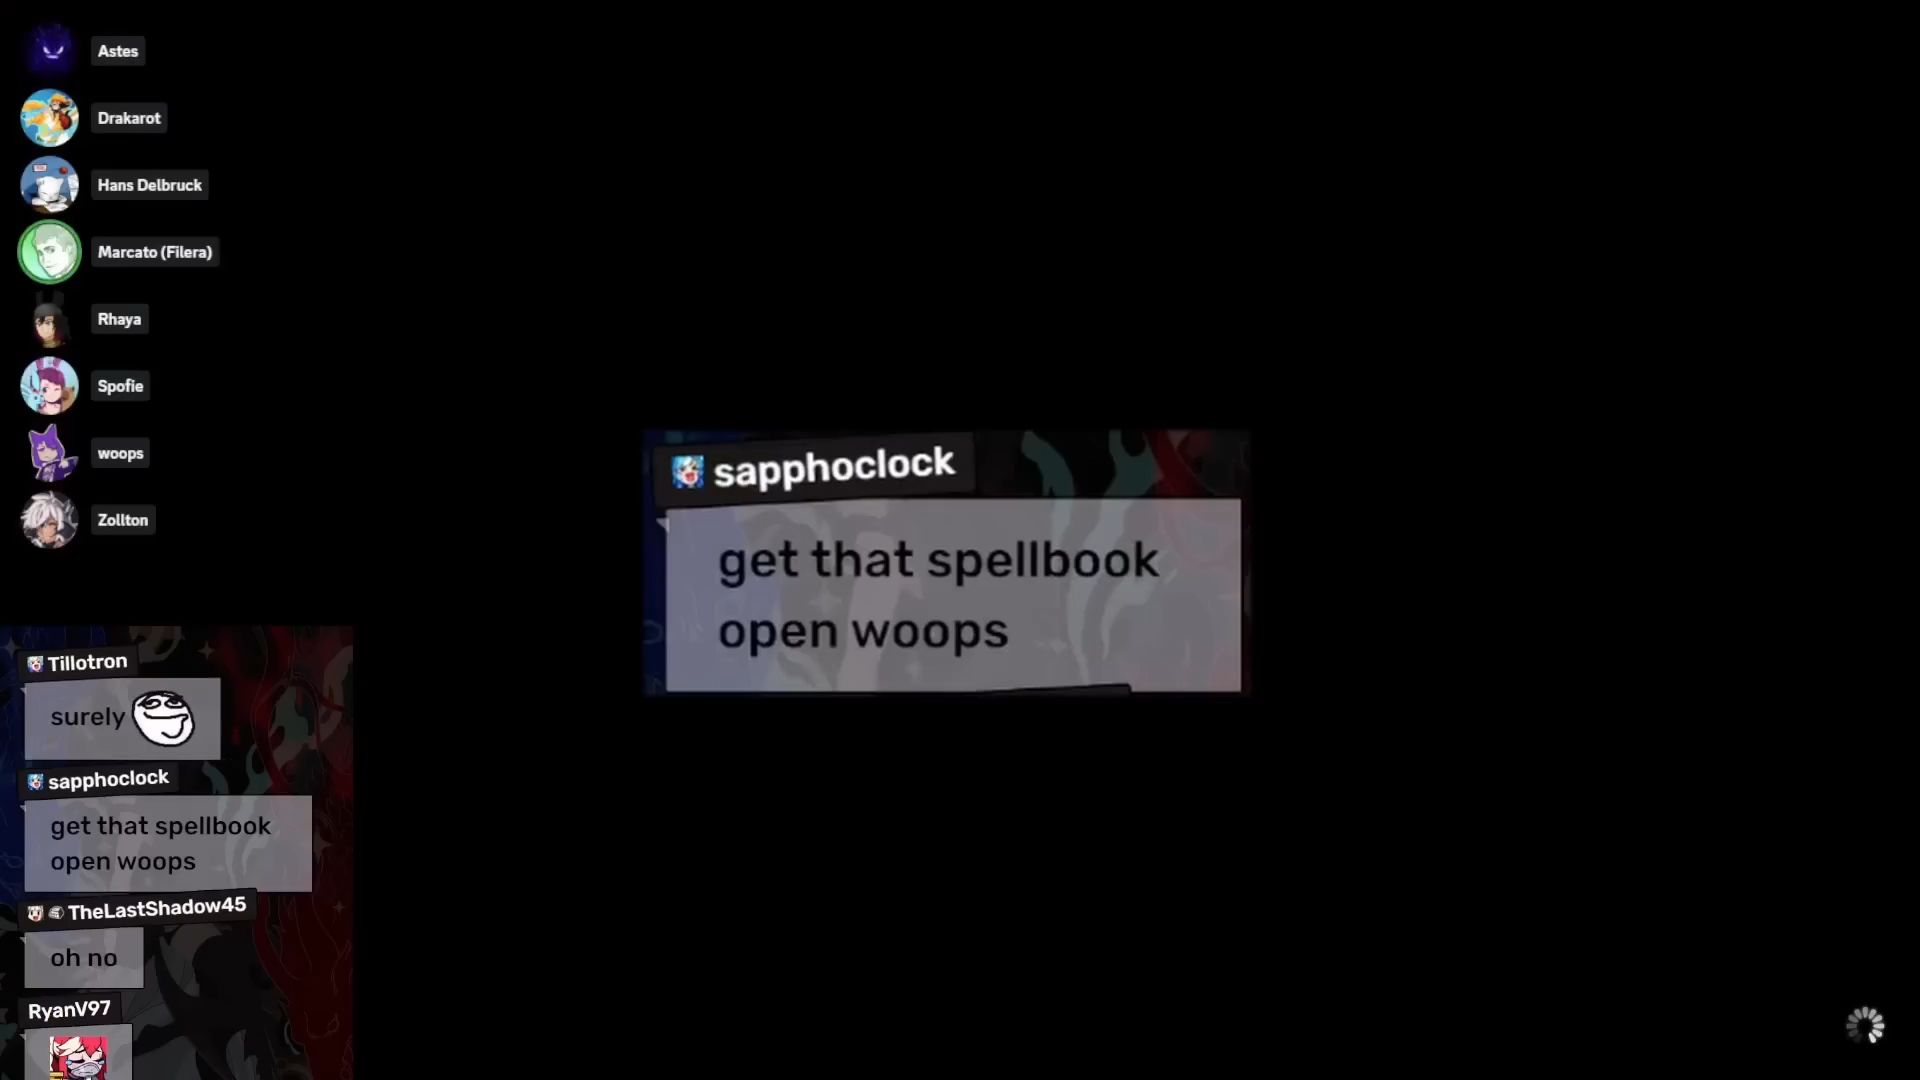 Astes
Drakarot
Hans Delbruck
Marcato (Filera)
Rhaya
Spofie
woops
Zollton
sapphoclock
get that spellbook
open woops
Tillotron
surely
sapphoclock
get that spellbook
open woops
TheLastShadow45
oh no
RyanV97